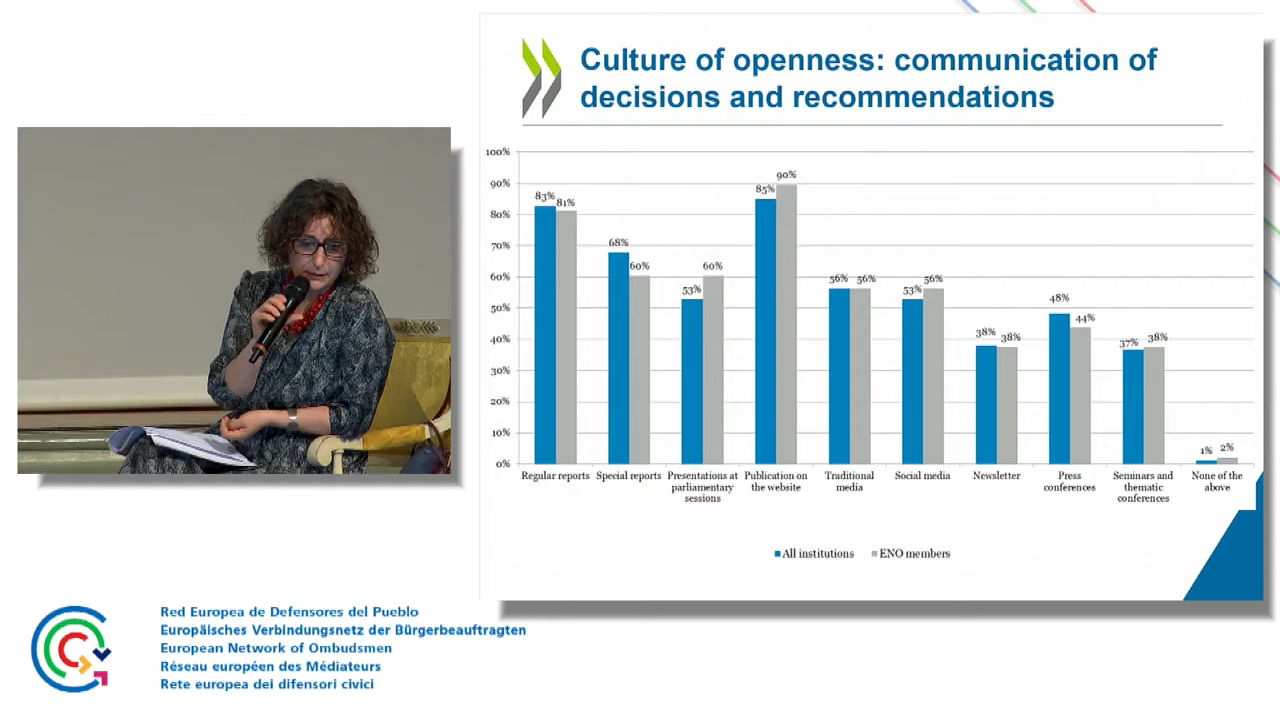 Culture of openness: communication of
decisions and recommendations
100%
90%
80%
70%
60%
50%
40%
30%
20%
10%
0%
83% 81%
68% 60%
53% 60%
85% 90%
56% 56%
53% 56%
38% 38%
48% 44%
37% 38%
1% 2%
Regular reports
Special reports
Presentations at
parliamentary
sessions
Publication on
the website
Traditional
media
Social media
Newsletter
Press
conferences
Seminars and
thematic
conferences
None of the
above
All institutions ENO members
Red Europea de Defensores del Pueblo
Europäisches Verbindungsnetz der Bürgerbeauftragten
European Network of Ombudsmen
Réseau européen des Médiateurs
Rete europea dei difensori civici